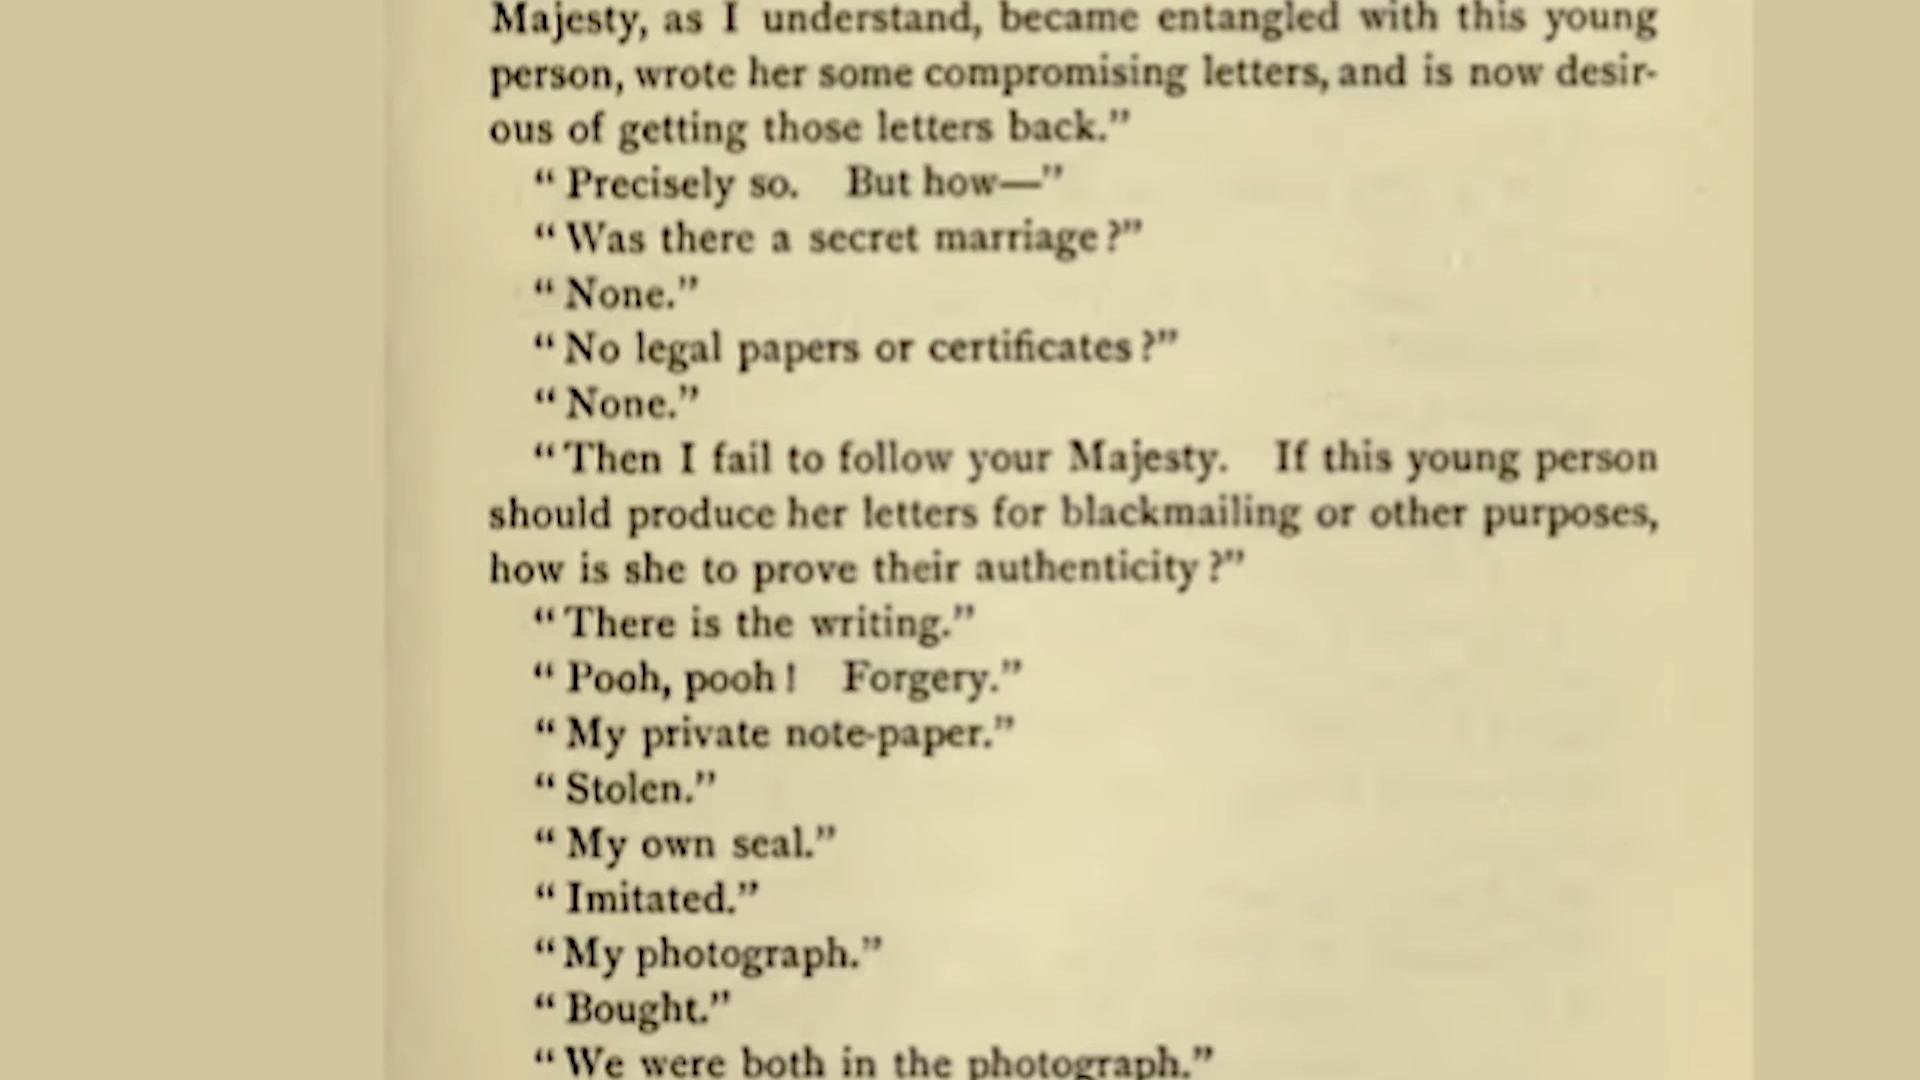 Majesty, as I understand, became entangled with this young
person, wrote her some compromising letters, and is now desir-
ous of getting those letters back.”
“Precisely so. But how—”
“Was there a secret marriage?”
“None.”
“No legal papers or certificates?”
“None.”
“Then I fail to follow your Majesty. If this young person
should produce her letters for blackmailing or other purposes,
how is she to prove their authenticity?”
“There is the writing.”
“Pooh, pooh! Forgery.”
“My private note-paper.”
“Stolen.”
“My own seal.”
“Imitated.”
“My photograph.”
“Bought.”
“We were both in the photograph.”